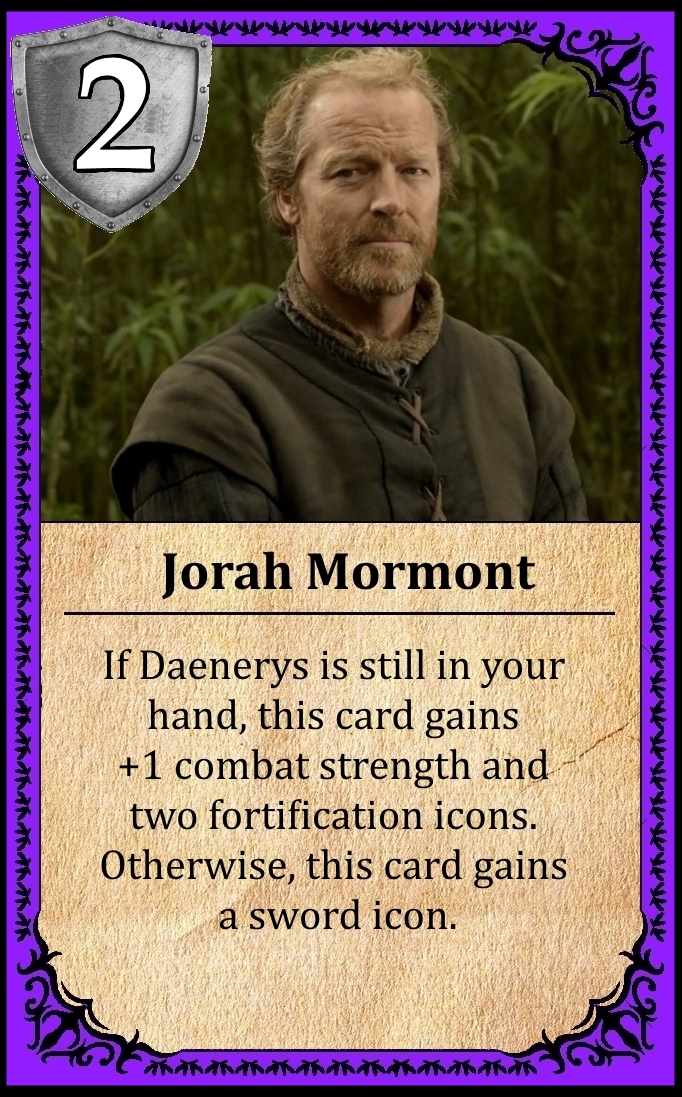 2
Jorah Mormont
If Daenerys is still in your
hand, this card gains
+1 combat strength and
two fortification icons.
Otherwise, this card gains
a sword icon.